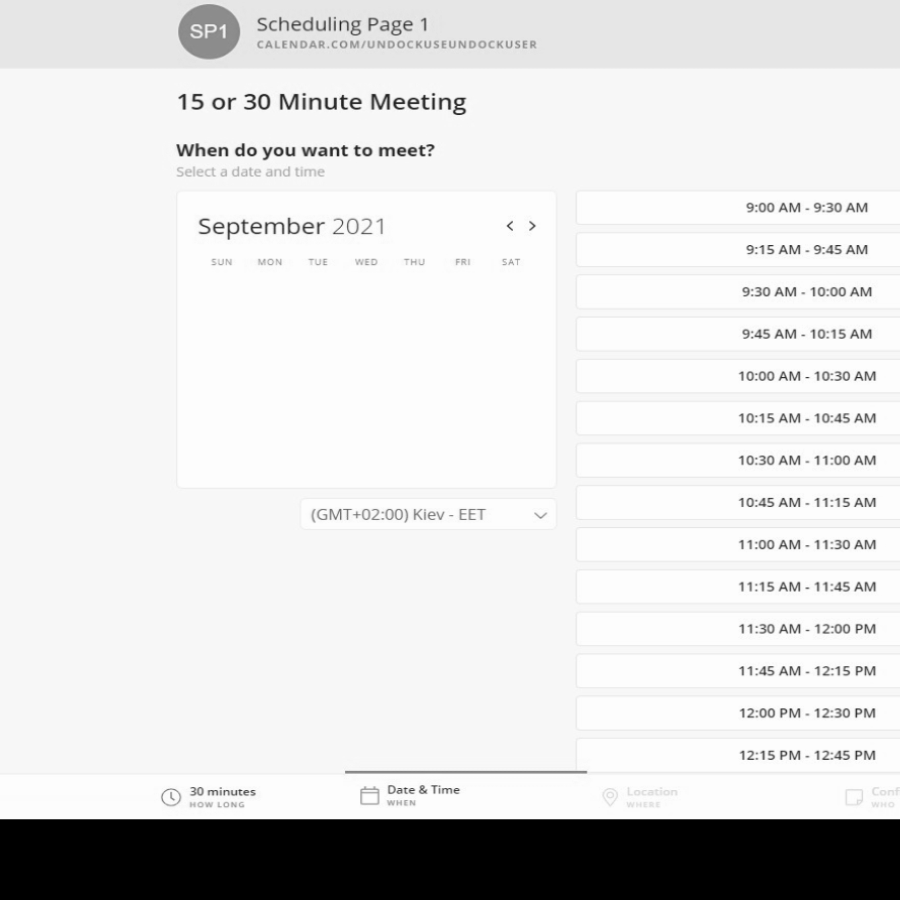 SP1
Scheduling Page 1
CALENDAR.COM/UNDOCKUSEUNDOCKUSER
15 or 30 Minute Meeting
When do you want to meet?
Select a date and time
September 2021 < >
SUN MON TUE WED THU FRI SAT
(GMT+02:00) Kiev - EET
9:00 AM - 9:30 AM
9:15 AM - 9:45 AM
9:30 AM - 10:00 AM
9:45 AM - 10:15 AM
10:00 AM - 10:30 AM
10:15 AM - 10:45 AM
10:30 AM - 11:00 AM
10:45 AM - 11:15 AM
11:00 AM - 11:30 AM
11:15 AM - 11:45 AM
11:30 AM - 12:00 PM
11:45 AM - 12:15 PM
12:00 PM - 12:30 PM
12:15 PM - 12:45 PM
30 minutes
HOW LONG
Date & Time
WHEN
Location
WHERE
Conf
WHO